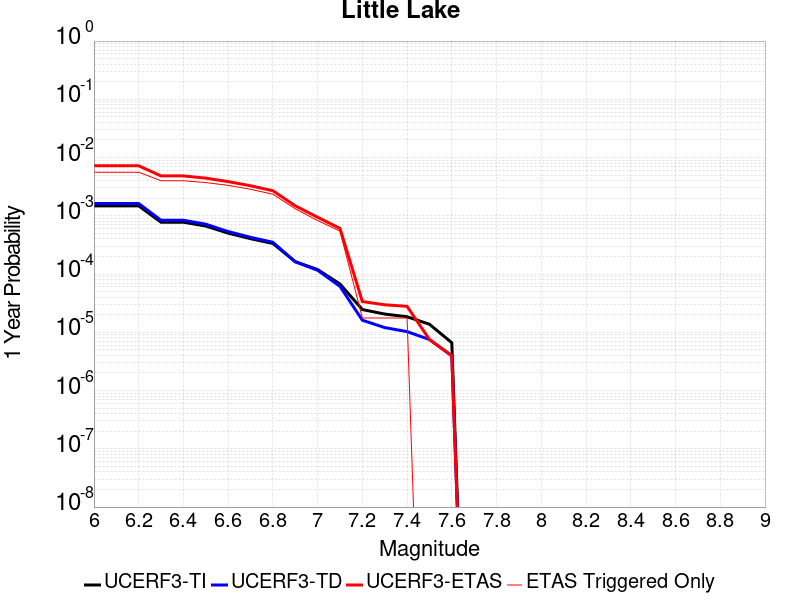 Little Lake
1 Year Probability
10^0
10^-1
10^-2
10^-3
10^-4
10^-5
10^-6
10^-7
10^-8
6 6.2 6.4 6.6 6.8 7 7.2 7.4 7.6 7.8 8 8.2 8.4 8.6 8.8 9
Magnitude
UCERF3-TI UCERF3-TD UCERF3-ETAS ETAS Triggered Only